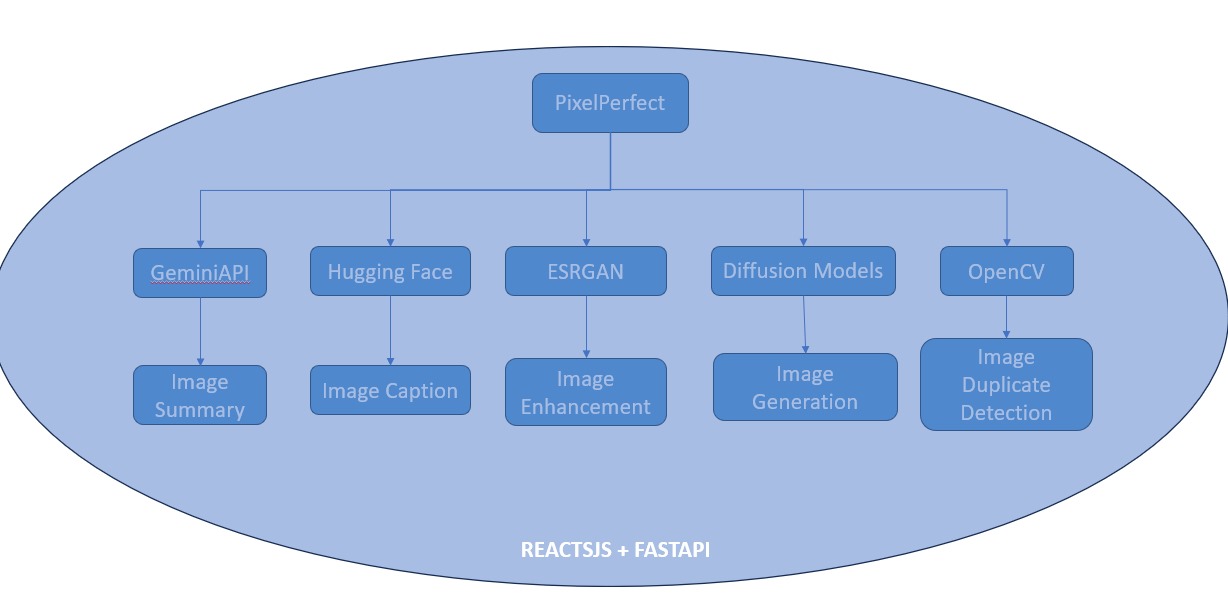 PixelPerfect
GeminiAPI
Hugging Face
ESRGAN
Diffusion Models
OpenCV
Image
Summary
Image Caption
Image
Enhancement
Image
Generation
Image
Duplicate
Detection
REACTSJS + FASTAPI